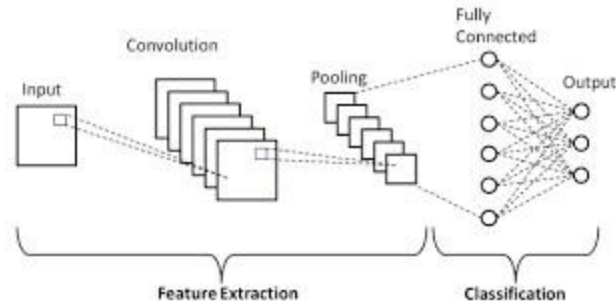 Fully
Connected
Convolution
Pooling
Input
Output
Feature Extraction
Classification